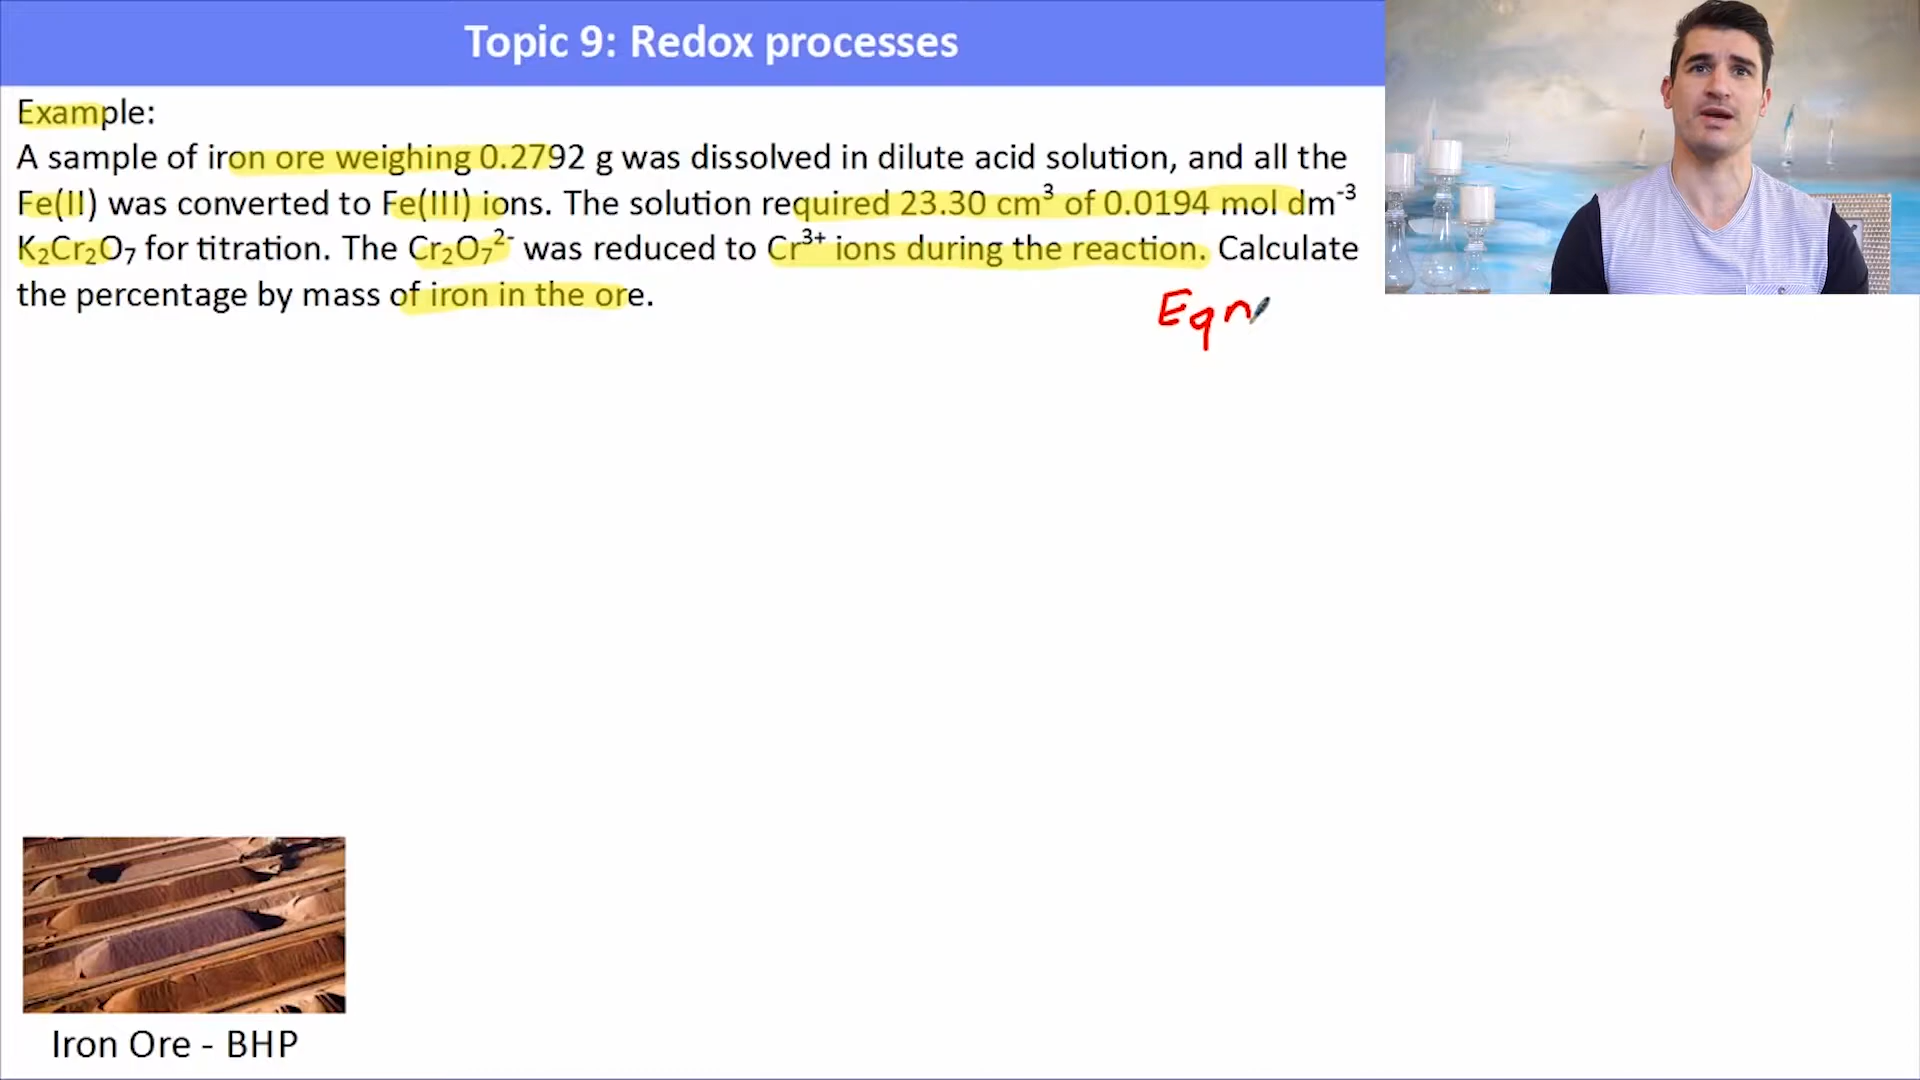 Topic 9: Redox processes
Example:
A sample of iron ore weighing 0.2792 g was dissolved in dilute acid solution, and all the
Fe(II) was converted to Fe(III) ions. The solution required 23.30 cm³ of 0.0194 mol dm⁻³
K₂Cr₂O₇ for titration. The Cr₂O₇²⁻ was reduced to Cr³⁺ ions during the reaction. Calculate
the percentage by mass of iron in the ore.
Eqn
Iron Ore - BHP